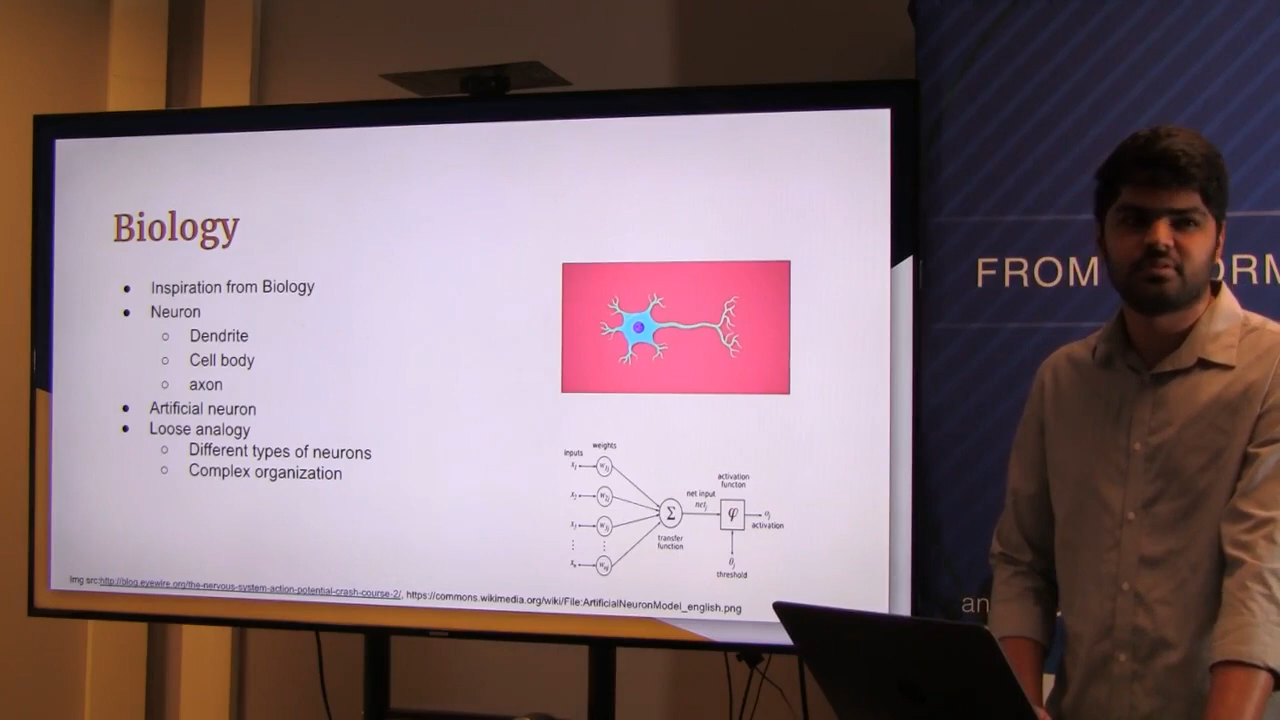 Biology
Inspiration from Biology
Neuron
Dendrite
Cell body
axon
Artificial neuron
Loose analogy
Different types of neurons
Complex organization
weights
inputs
activation
functon
net input
net j
transfer
function
φ
Σ
activation
threshold
x1
w1j
x2
w2j
x3
w3j
xn
wnj
oj
θj
Img src:http://blog.eyewire.org/the-nervous-system-action-potential-crash-course-2/, https://commons.wikimedia.org/wiki/File:ArtificialNeuronModel_english.png
FROM
ORM
an